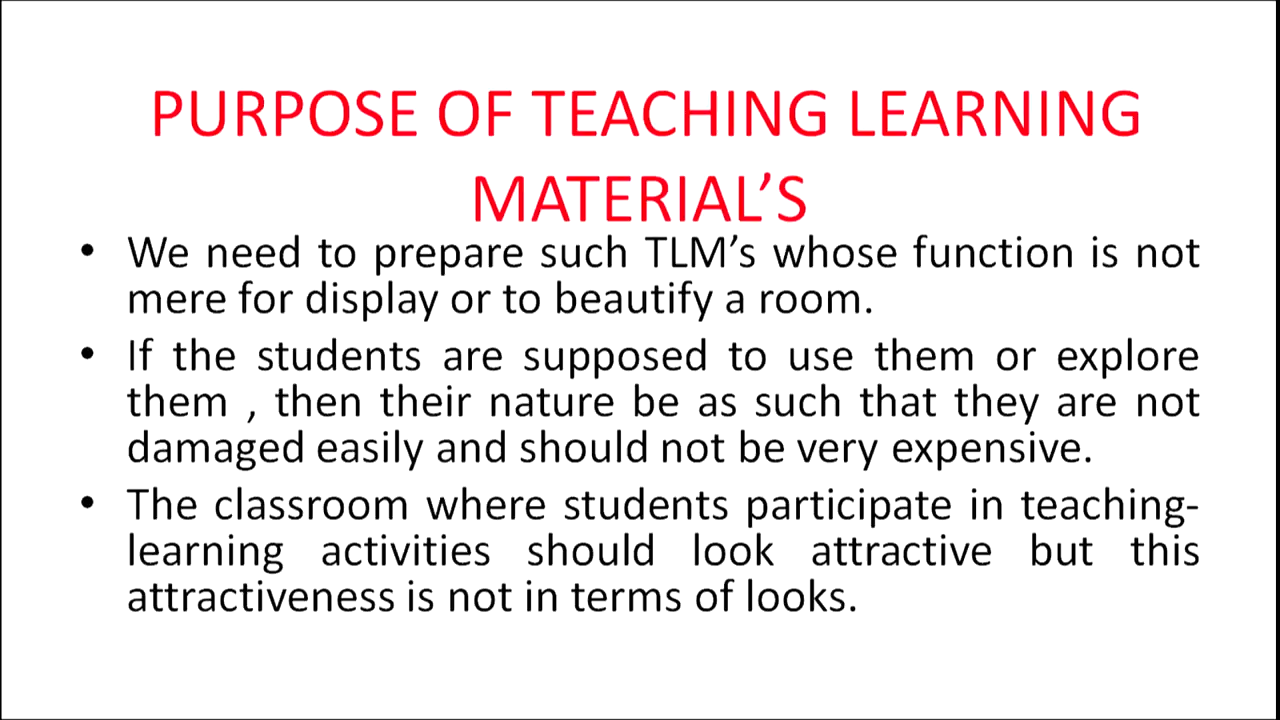 PURPOSE OF TEACHING LEARNING
MATERIAL’S
• We need to prepare such TLM’s whose function is not
mere for display or to beautify a room.
• If the students are supposed to use them or explore
them , then their nature be as such that they are not
damaged easily and should not be very expensive.
• The classroom where students participate in teaching-
learning activities should look attractive but this
attractiveness is not in terms of looks.